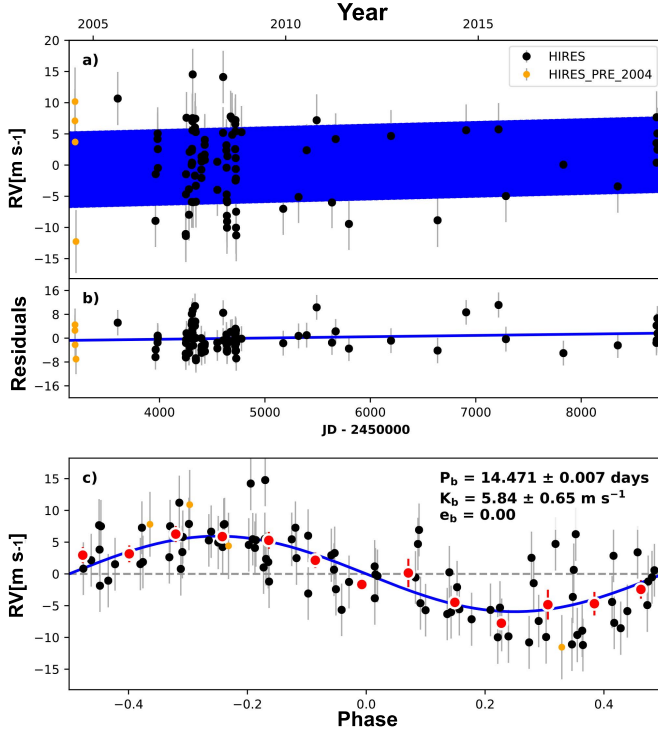 Year
2005 2010 2015
a)
HIRES
HIRES_PRE_2004
RV[m s-1]
20
15
10
5
0
−5
−10
−15
b)
Residuals
16
8
0
−8
−16
4000 5000 6000 7000 8000
JD - 2450000
c)
P_b = 14.471 ± 0.007 days
K_b = 5.84 ± 0.65 m s⁻¹
e_b = 0.00
RV[m s-1]
15
10
5
0
−5
−10
−15
−0.4 −0.2 0.0 0.2 0.4
Phase